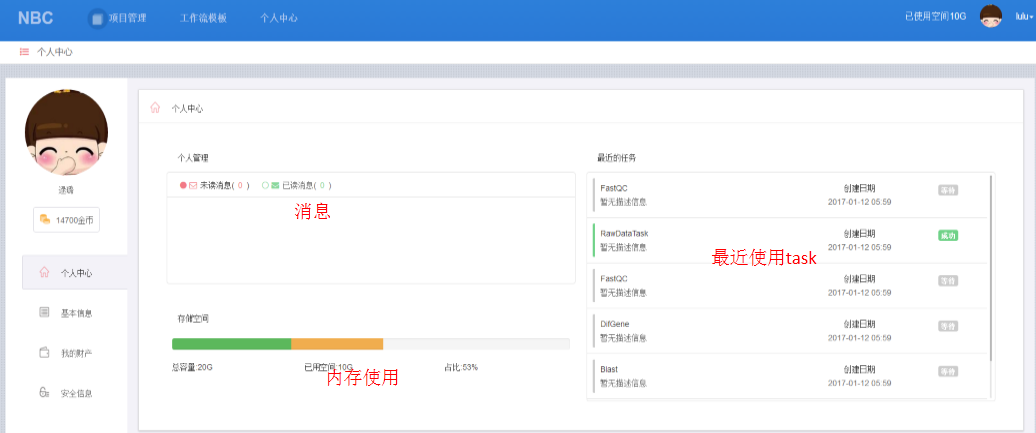 NBC 项目管理 工作流模板 个人中心 已使用空间10G lulu
个人中心
个人中心
个人管理
未读消息( 0 ) 已读消息( 0 )
消息
存储空间
总容量:20G 已用空间:10G 占比:53%
内存使用
最近的任务
FastQC 创建日期 等待
暂无描述信息 2017-01-12 05:59
RawDataTask 创建日期 成功
暂无描述信息 2017-01-12 05:59
最近使用task
FastQC 创建日期 等待
暂无描述信息 2017-01-12 05:59
DifGene 创建日期 等待
暂无描述信息 2017-01-12 05:59
Blast 创建日期 等待
暂无描述信息 2017-01-12 05:59
14700金币
个人中心
基本信息
我的财产
安全信息